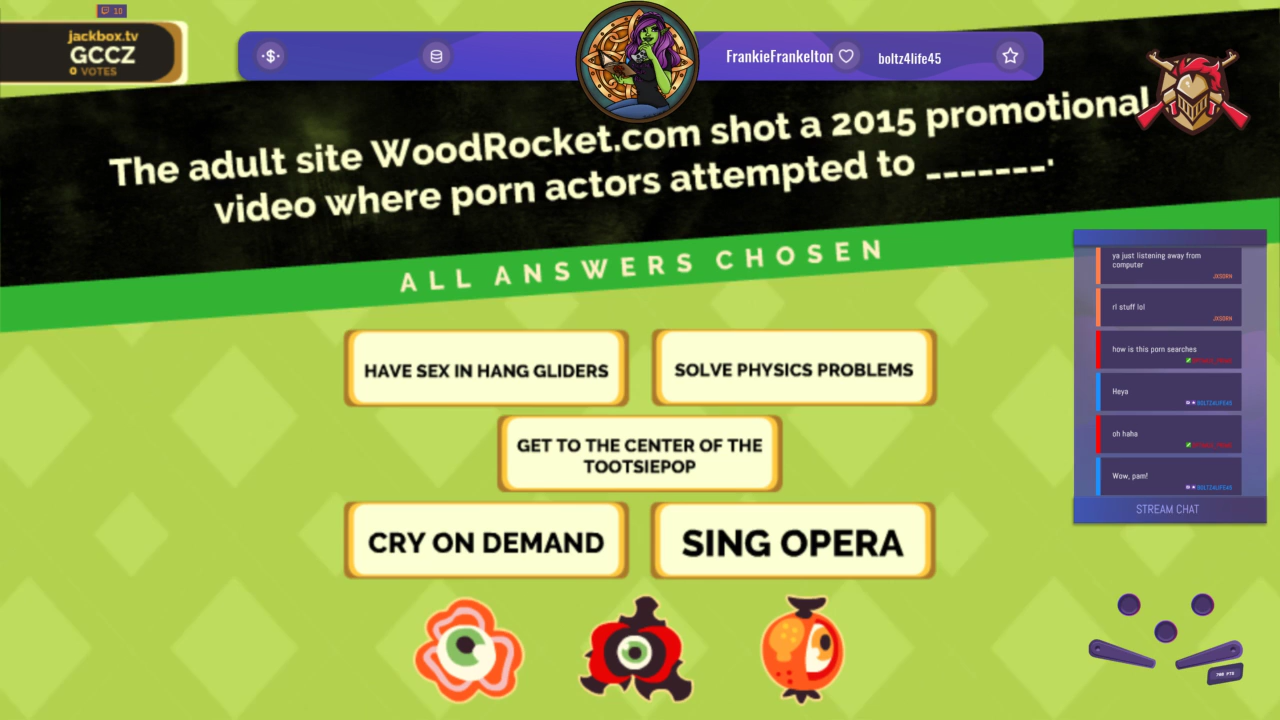 10
jackbox.tv
GCCZ
0 VOTES
FrankieFrankelton
boltz4life45
The adult site WoodRocket.com shot a 2015 promotional
video where porn actors attempted to _______.
ALL ANSWERS CHOSEN
HAVE SEX IN HANG GLIDERS
SOLVE PHYSICS PROBLEMS
GET TO THE CENTER OF THE
TOOTSIEPOP
CRY ON DEMAND
SING OPERA
ya just listening away from
computer
JXSORN
rl stuff lol
JXSORN
how is this porn searches
Heya
BOLTZ4LIFE45
oh haha
Wow, pam!
BOLTZ4LIFE45
STREAM CHAT